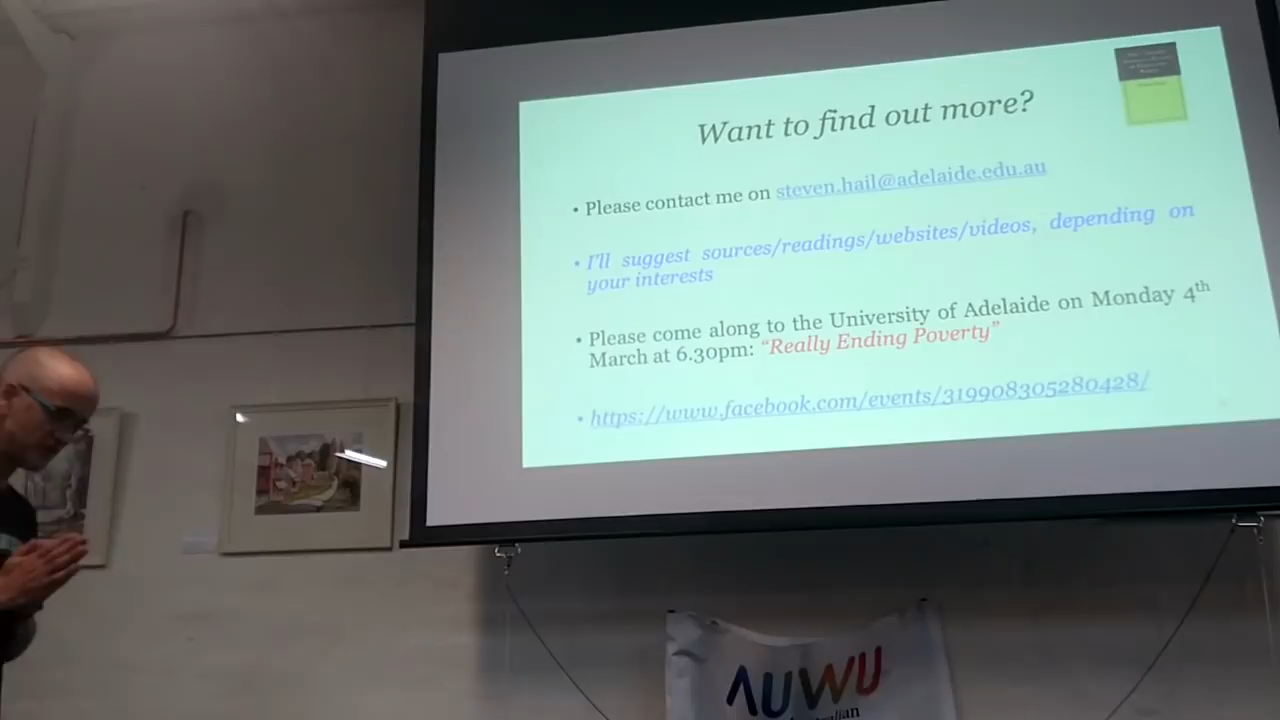 Want to find out more?
• Please contact me on steven.hail@adelaide.edu.au
• I'll suggest sources/readings/websites/videos, depending on
your interests
• Please come along to the University of Adelaide on Monday 4th
March at 6.30pm: “Really Ending Poverty”
• https://www.facebook.com/events/319908305280428/
AUWU